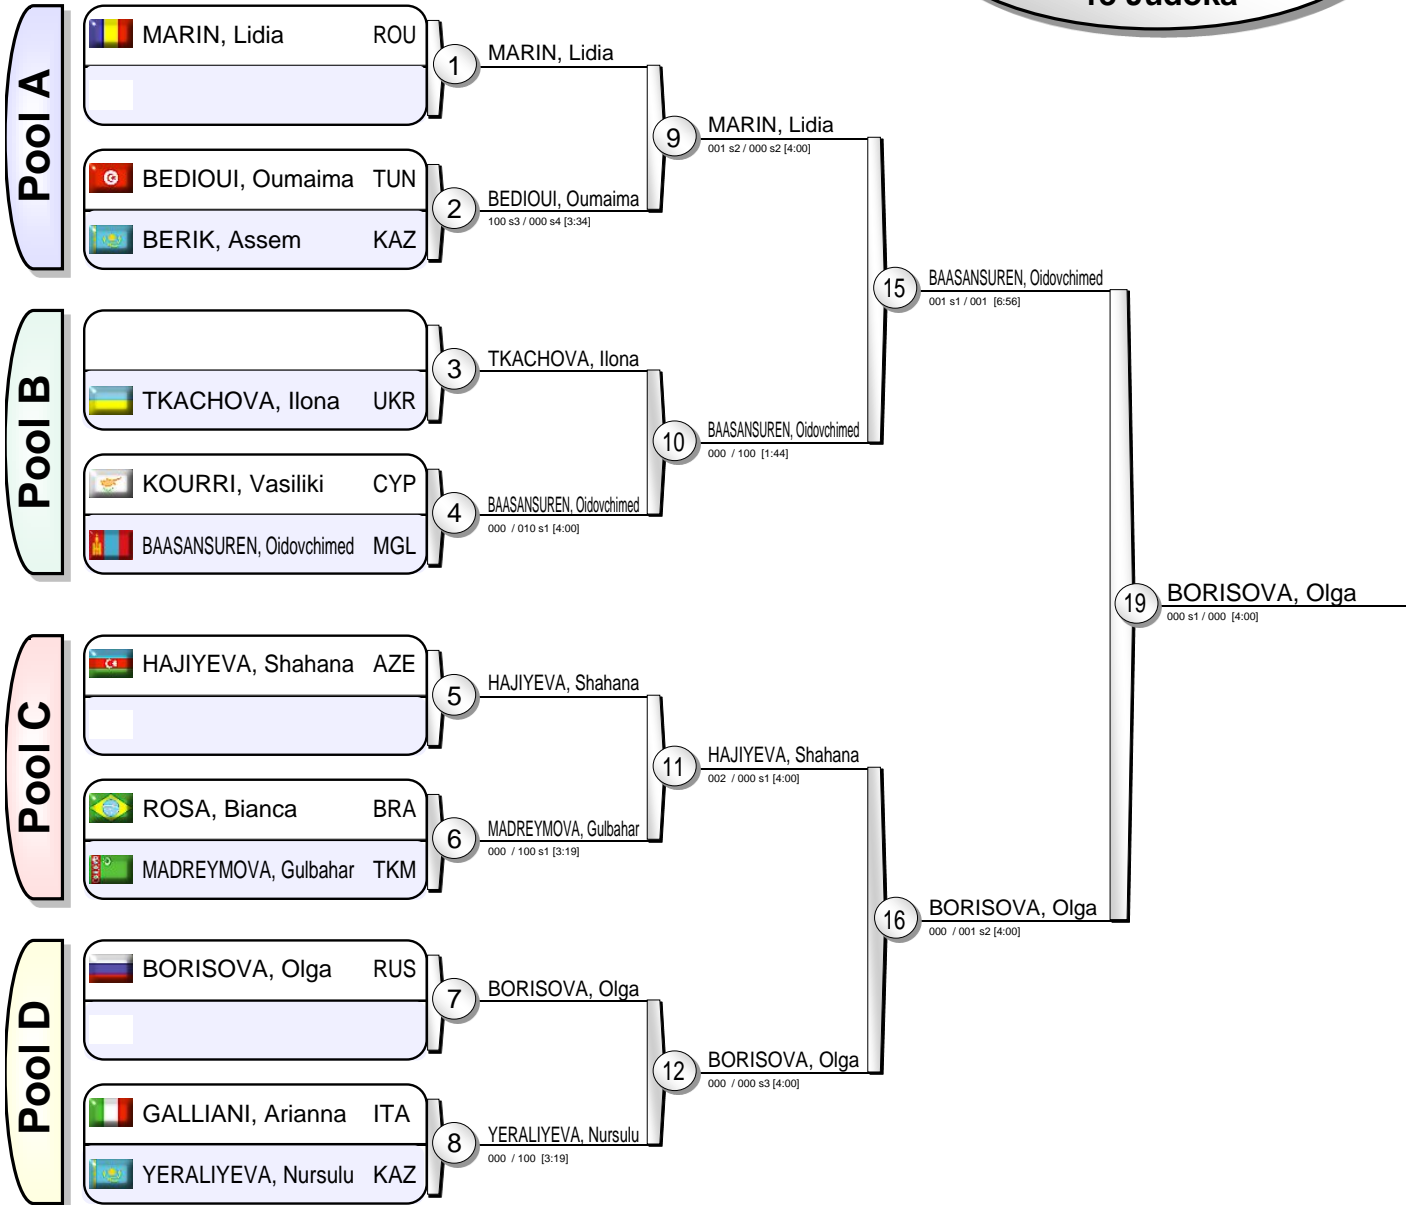 13 Judoka
Pool A
MARIN, Lidia ROU
1
MARIN, Lidia
BEDIOUI, Oumaima TUN
BERIK, Assem KAZ
2
BEDIOUI, Oumaima
100 s3 / 000 s4 [3:34]
9
MARIN, Lidia
001 s2 / 000 s2 [4:00]
Pool B
TKACHOVA, Ilona UKR
3
TKACHOVA, Ilona
KOURRI, Vasiliki CYP
BAASANSUREN, Oidovchimed MGL
4
BAASANSUREN, Oidovchimed
000 / 010 s1 [4:00]
10
BAASANSUREN, Oidovchimed
000 / 100 [1:44]
15
BAASANSUREN, Oidovchimed
001 s1 / 001 [6:56]
Pool C
HAJIYEVA, Shahana AZE
5
HAJIYEVA, Shahana
ROSA, Bianca BRA
MADREYMOVA, Gulbahar TKM
6
MADREYMOVA, Gulbahar
000 / 100 s1 [3:19]
11
HAJIYEVA, Shahana
002 / 000 s1 [4:00]
Pool D
BORISOVA, Olga RUS
7
BORISOVA, Olga
GALLIANI, Arianna ITA
YERALIYEVA, Nursulu KAZ
8
YERALIYEVA, Nursulu
000 / 100 [3:19]
12
BORISOVA, Olga
000 / 000 s3 [4:00]
16
BORISOVA, Olga
000 / 001 s2 [4:00]
19
BORISOVA, Olga
000 s1 / 000 [4:00]